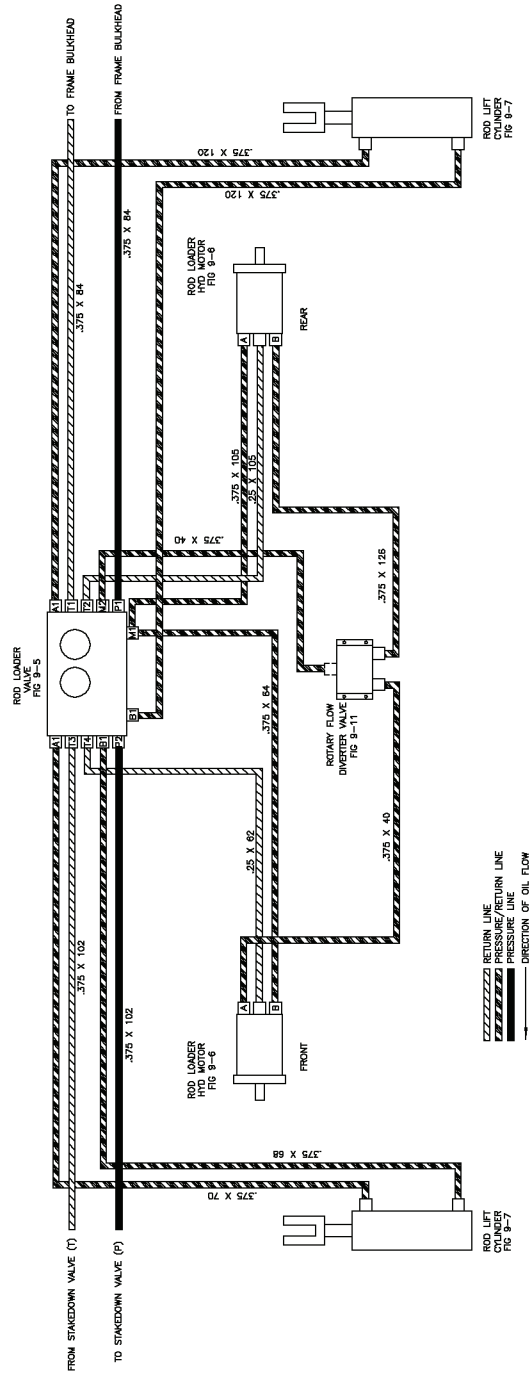 ROD LOADER
VALVE
FIG 9-5
FROM STAKEDOWN VALVE (T)
TO STAKEDOWN VALVE (P)
TO FRAME BULKHEAD
FROM FRAME BULKHEAD
A1
T3
T4
B1
P2
A1
T1
T2
M2
P1
B1
M1
.375 X 102
.375 X 102
.375 X 84
.375 X 84
.375 X 70
.375 X 68
.375 X 120
.375 X 120
.25 X 62
.375 X 64
.375 X 40
.375 X 105
.25 X 105
.375 X 40
.375 X 126
ROD LOADER
HYD MOTOR
FIG 9-6
A
B
FRONT
ROD LOADER
HYD MOTOR
FIG 9-6
A
B
REAR
ROTARY FLOW
DIVERTER VALVE
FIG 9-11
ROD LIFT
CYLINDER
FIG 9-7
ROD LIFT
CYLINDER
FIG 9-7
RETURN LINE
PRESSURE/RETURN LINE
PRESSURE LINE
DIRECTION OF OIL FLOW